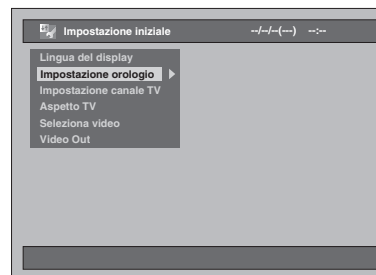 Impostazione iniziale --/--/--(---) --:--
Lingua del display
Impostazione orologio
Impostazione canale TV
Aspetto TV
Seleziona video
Video Out